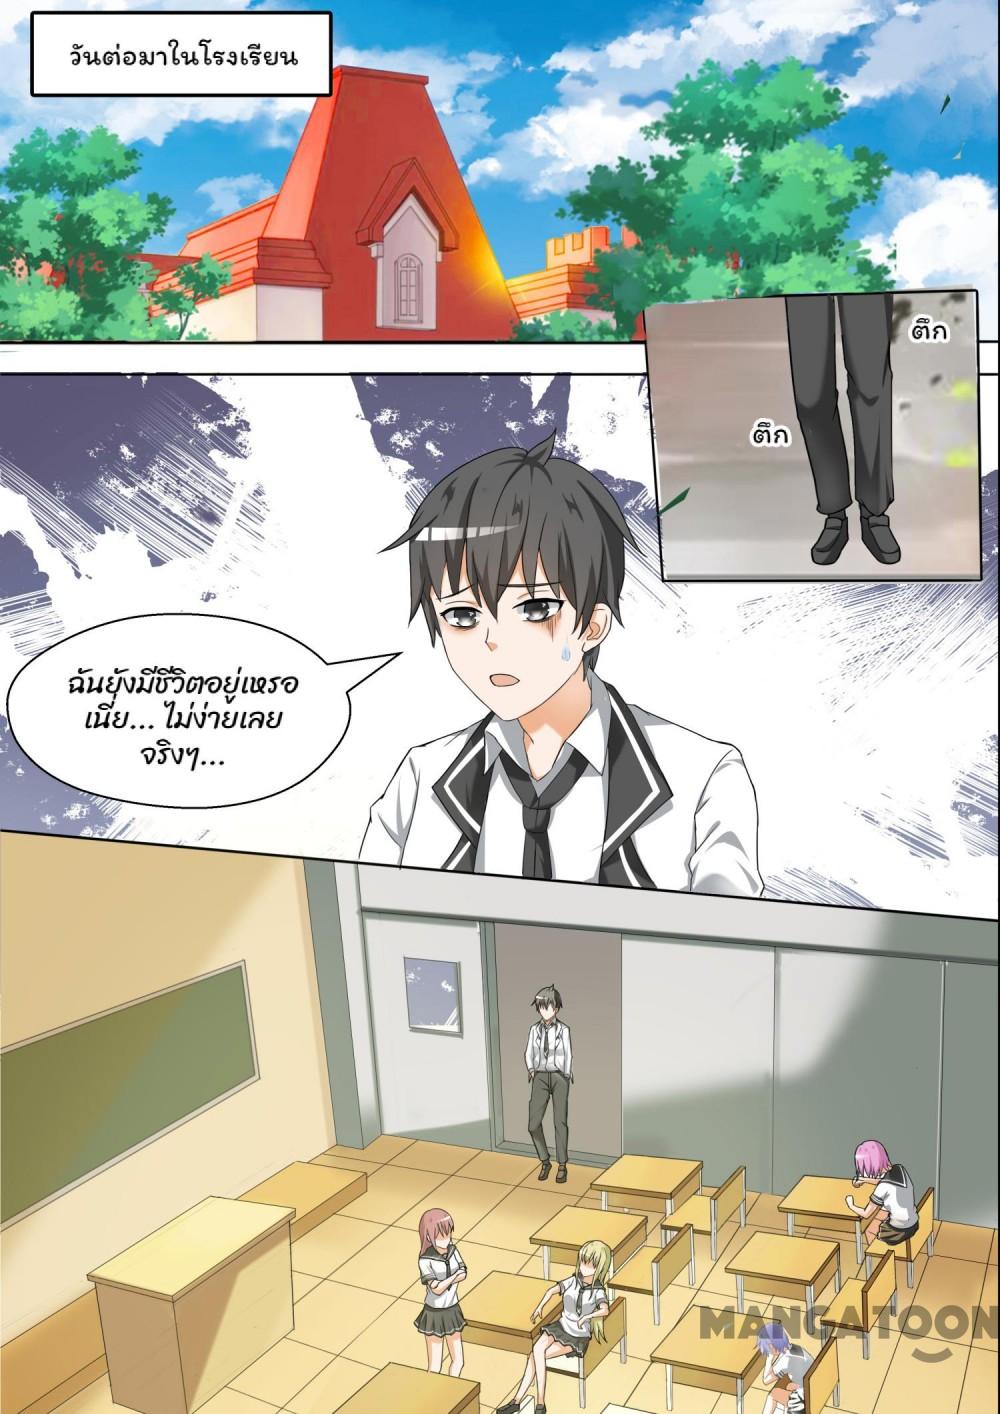 วันต่อมาในโรงเรียน
ตึก
ตึก
ฉันยังมีชีวิตอยู่เหรอ
เนี่ย... ไม่ง่ายเลย
จริงๆ...
MANGATOON